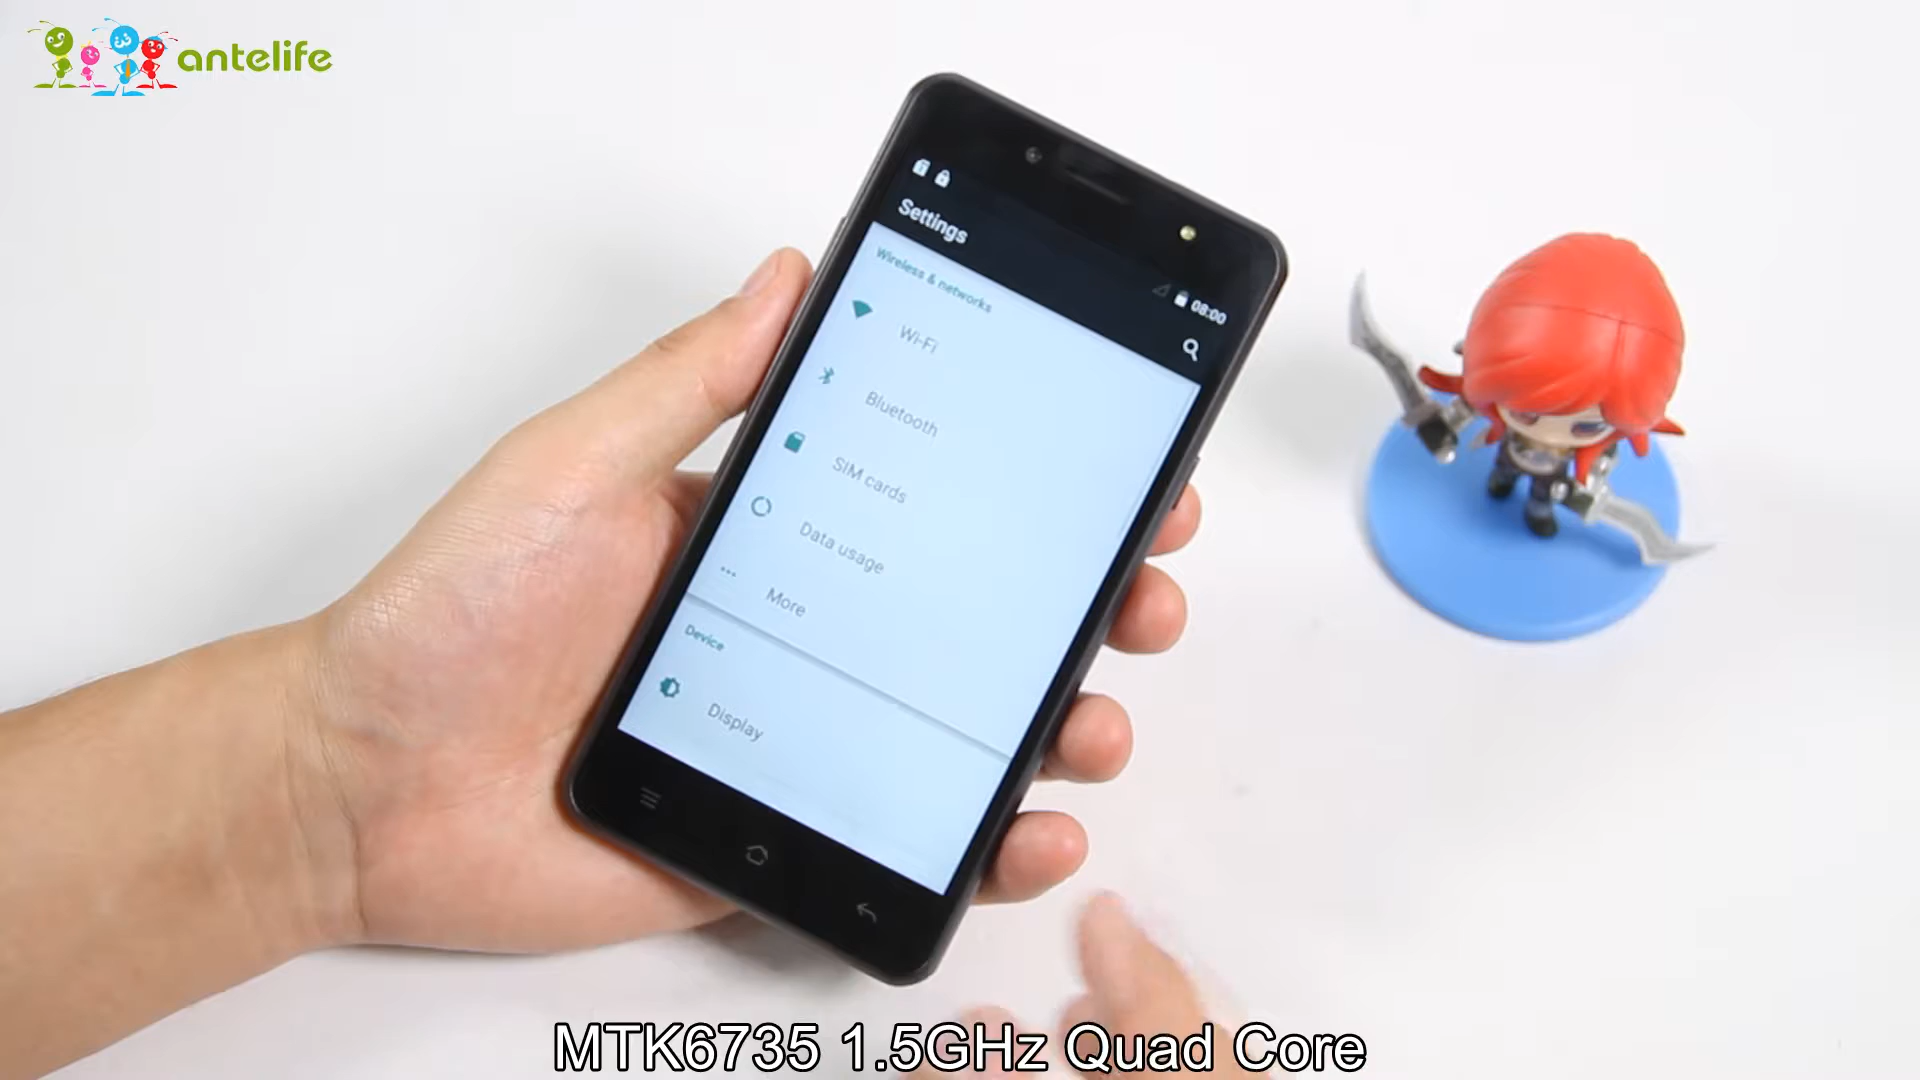 antelife
Settings
08:00
Wireless & networks
Wi-Fi
Bluetooth
SIM cards
Data usage
More
Device
Display
MTK6735 1.5GHz Quad Core